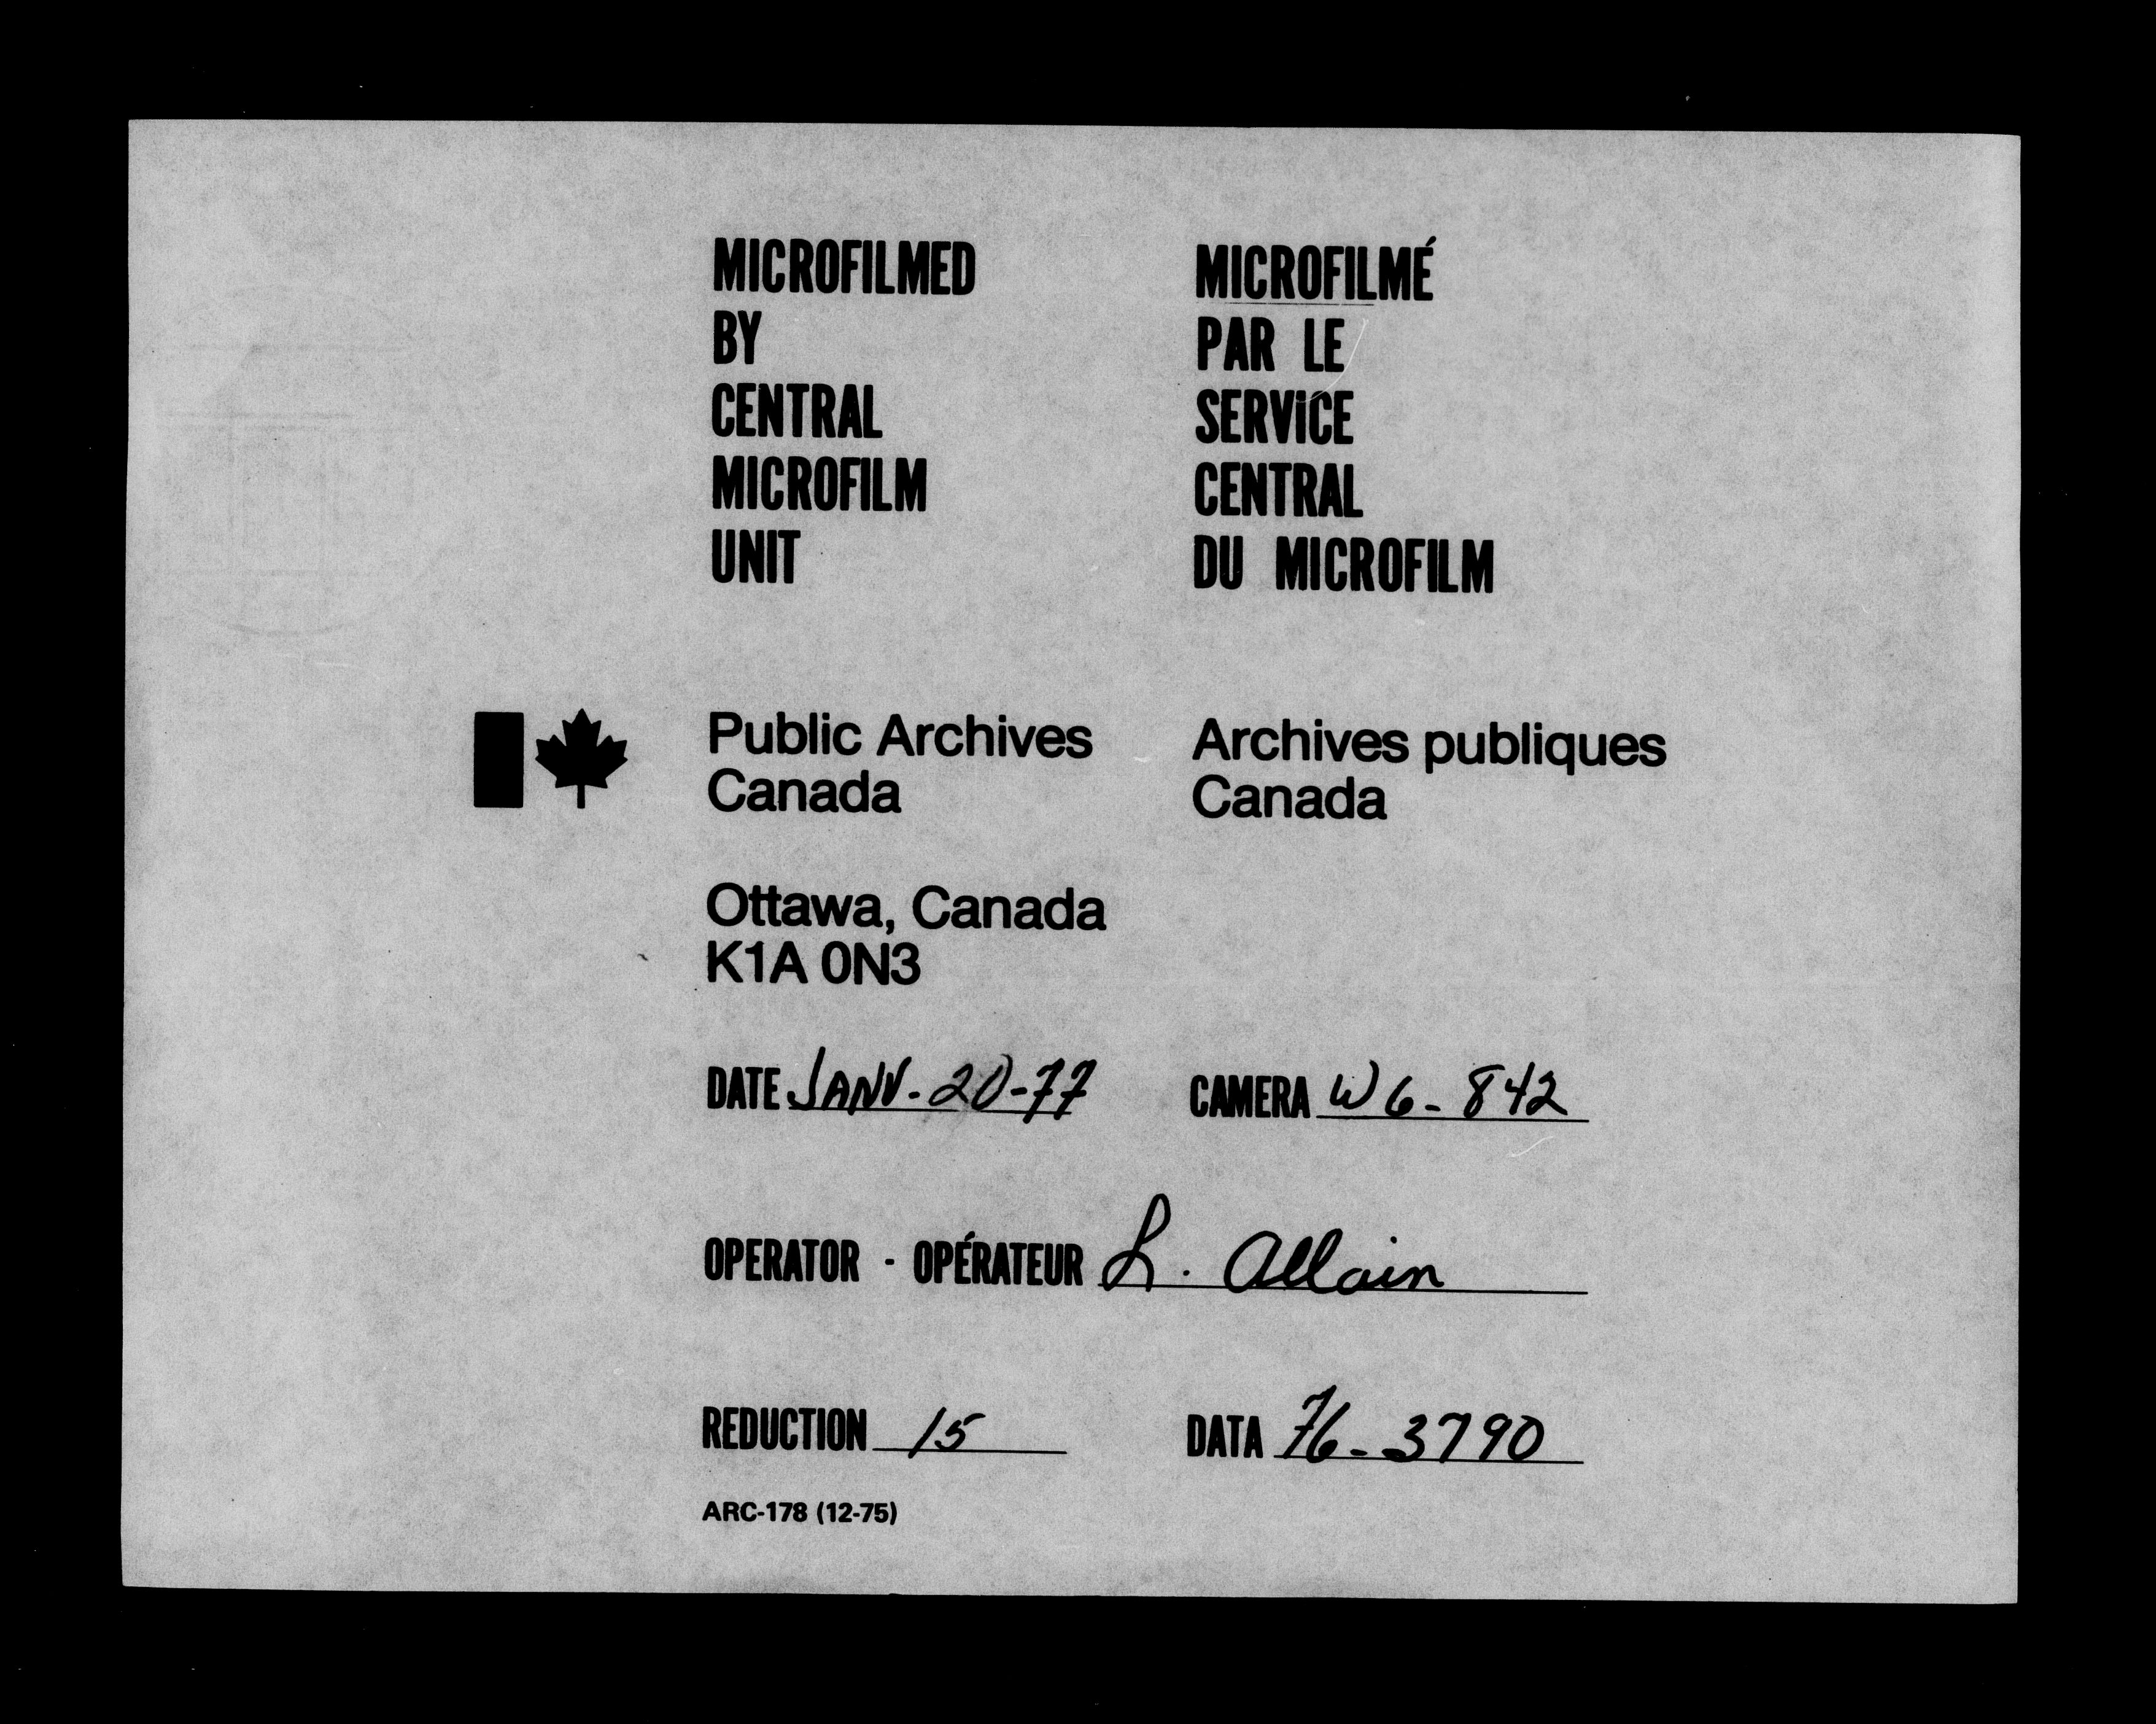 MICROFILMED
BY
CENTRAL
MICROFILM
UNIT
MICROFILMÉ
PAR LE
SERVICE
CENTRAL
DU MICROFILM
Public Archives
Canada
Archives publiques
Canada
Ottawa, Canada
K1A 0N3
DATE JANV-20-77
CAMERA W6-842
OPERATOR - OPÉRATEUR L. Allain
REDUCTION 15
DATA 76-3790
ARC-178 (12-75)